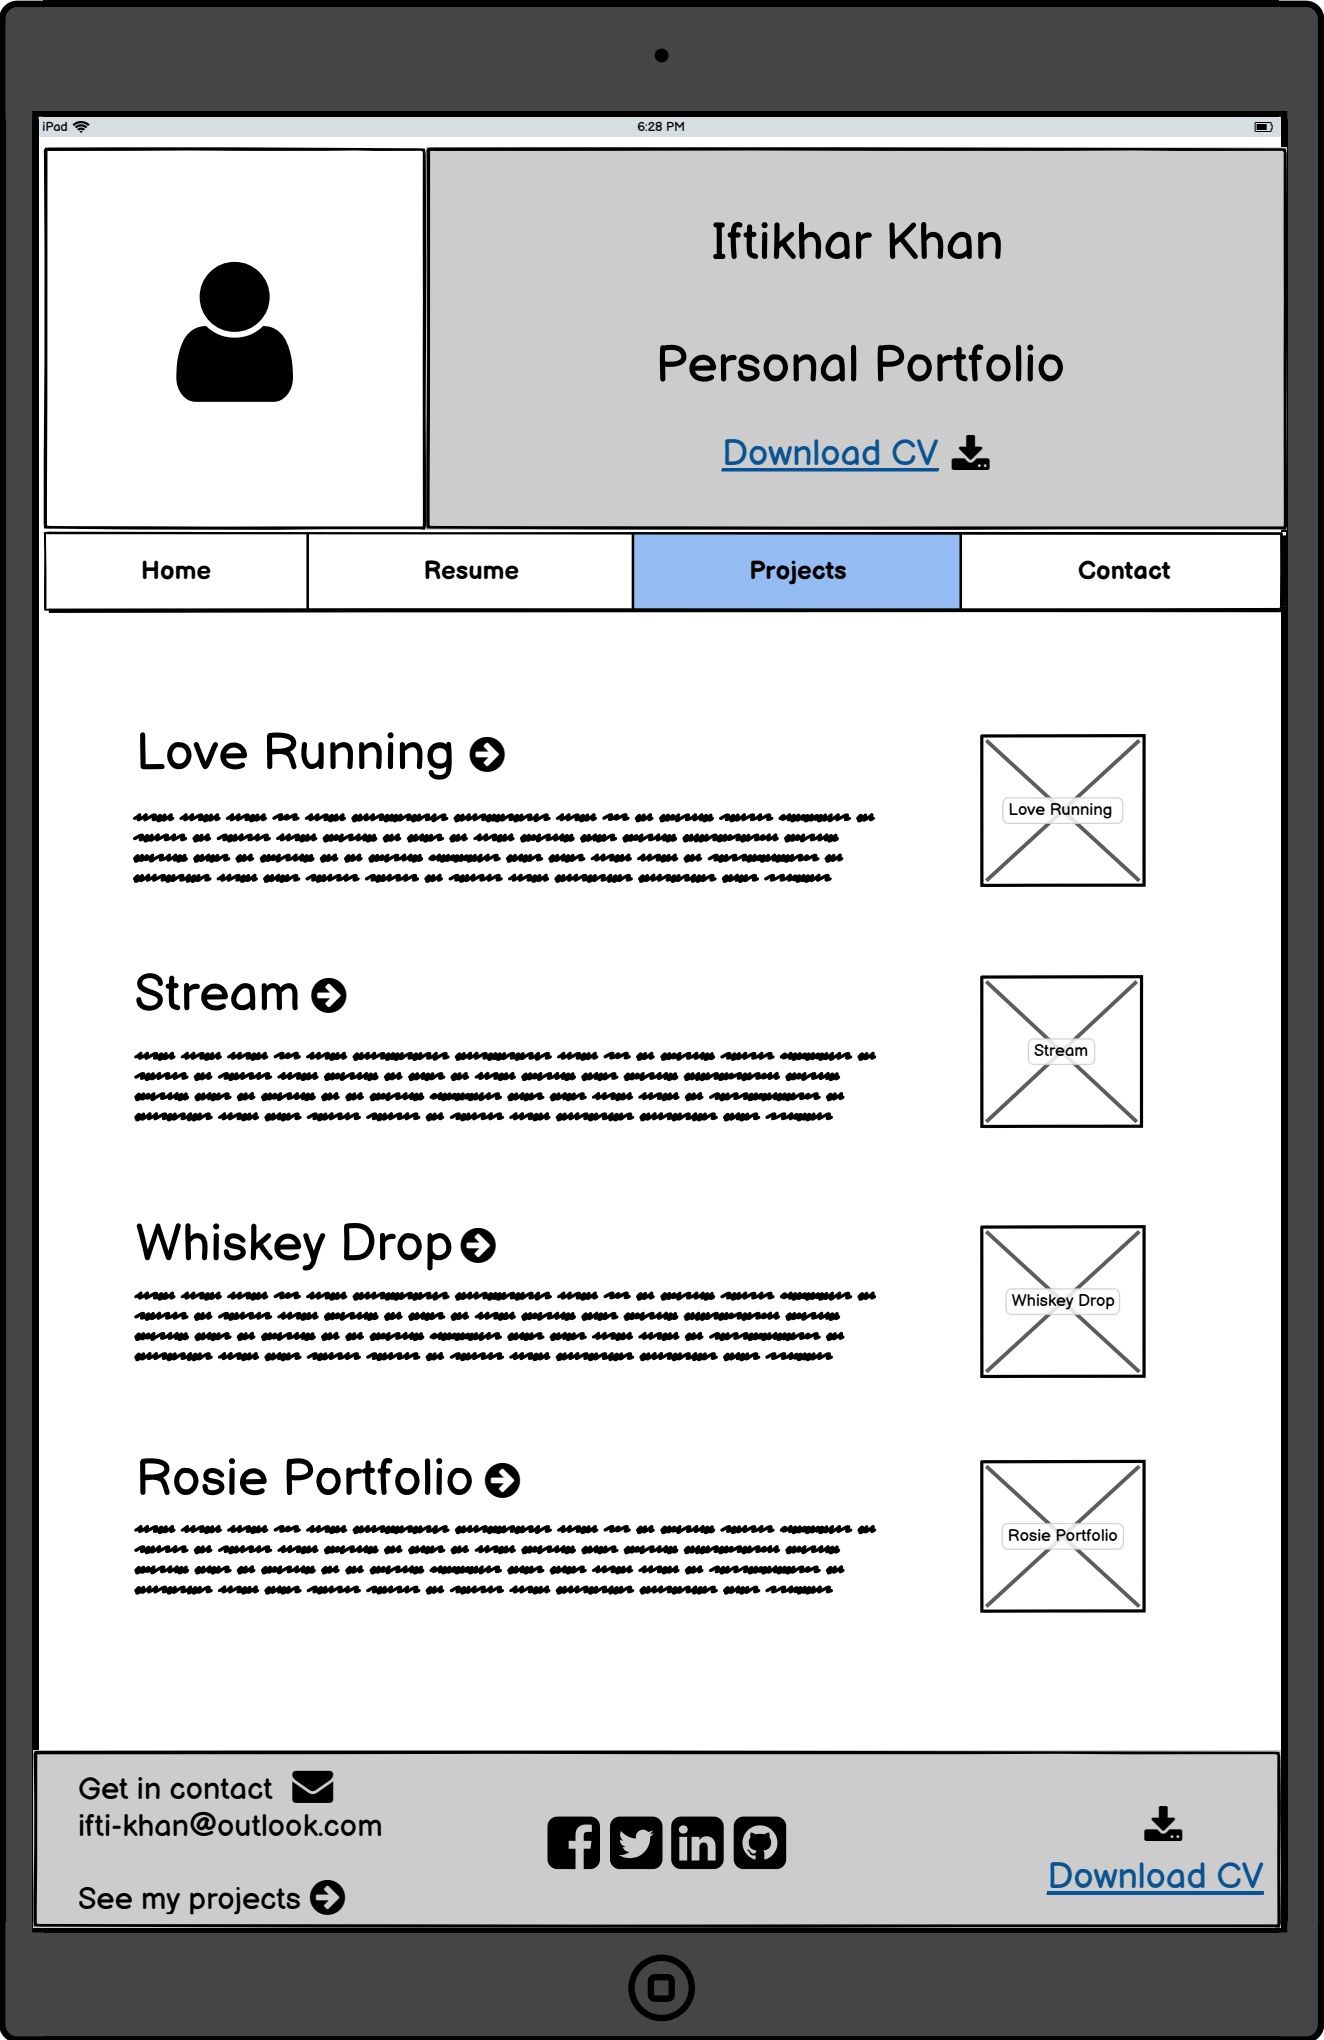 iPad
6:28 PM
Iftikhar Khan
Personal Portfolio
Download CV
Home
Resume
Projects
Contact
Love Running
Love Running
Stream
Stream
Whiskey Drop
Whiskey Drop
Rosie Portfolio
Rosie Portfolio
Get in contact
ifti-khan@outlook.com
See my projects
Download CV